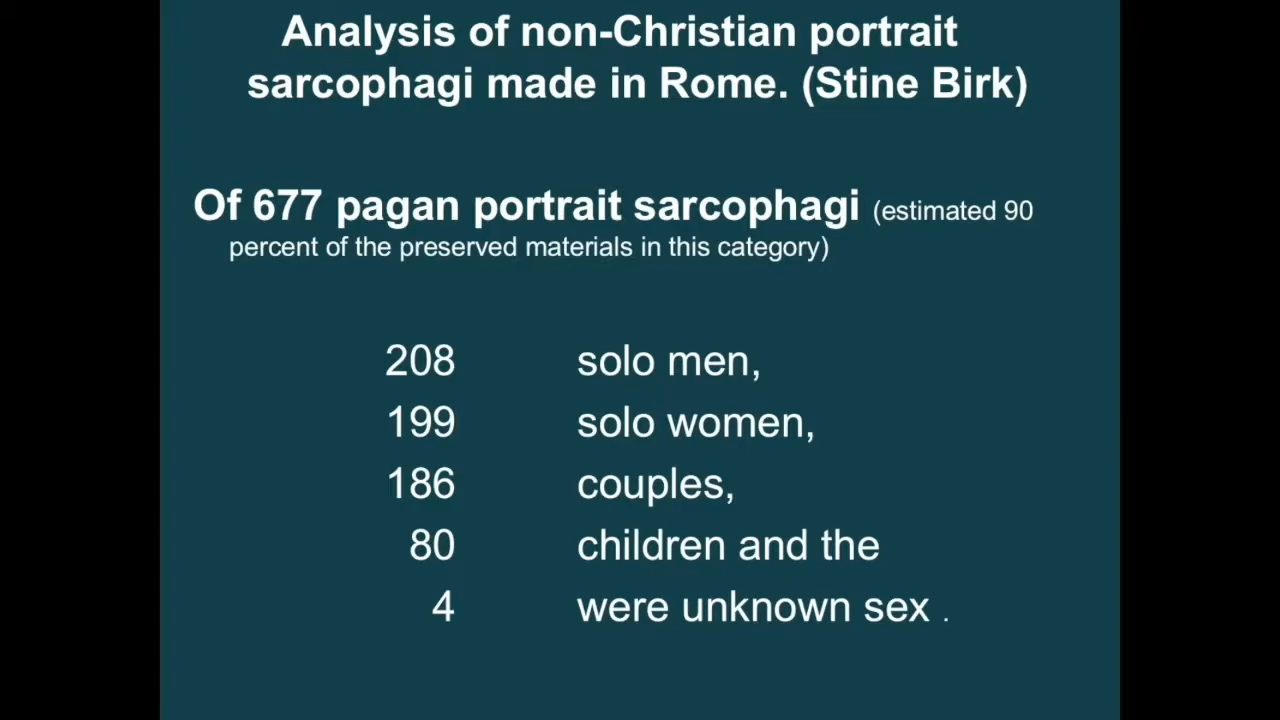 Analysis of non-Christian portrait
sarcophagi made in Rome. (Stine Birk)
Of 677 pagan portrait sarcophagi (estimated 90
percent of the preserved materials in this category)
208 solo men,
199 solo women,
186 couples,
80 children and the
4 were unknown sex .